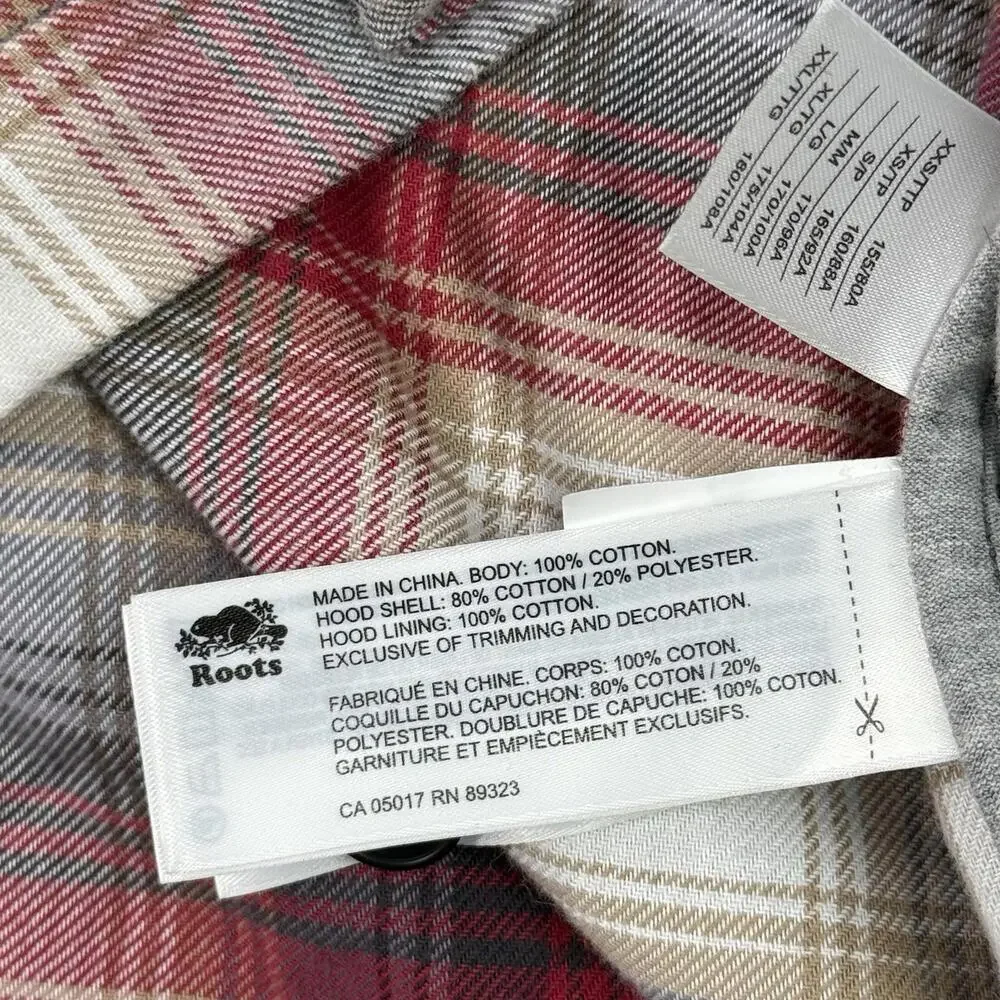 XXS/TTP 155/80A
XS/TP 160/88A
S/P 165/92A
M/M 170/96A
L/G 170/100A
XL/TG 175/104A
XXL/TTG 180/108A
Roots
MADE IN CHINA. BODY: 100% COTTON.
HOOD SHELL: 80% COTTON / 20% POLYESTER.
HOOD LINING: 100% COTTON.
EXCLUSIVE OF TRIMMING AND DECORATION.
FABRIQUÉ EN CHINE. CORPS: 100% COTON.
COQUILLE DU CAPUCHON: 80% COTON / 20%
POLYESTER. DOUBLURE DE CAPUCHE: 100% COTON.
GARNITURE ET EMPIÈCEMENT EXCLUSIFS.
CA 05017 RN 89323